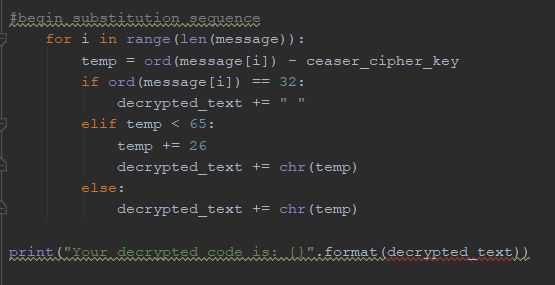 #begin substitution sequence
    for i in range(len(message)):
        temp = ord(message[i]) - ceaser_cipher_key
        if ord(message[i]) == 32:
            decrypted_text += " "
        elif temp < 65:
            temp += 26
            decrypted_text += chr(temp)
        else:
            decrypted_text += chr(temp)
print("Your decrypted code is: {}".format(decrypted_text))